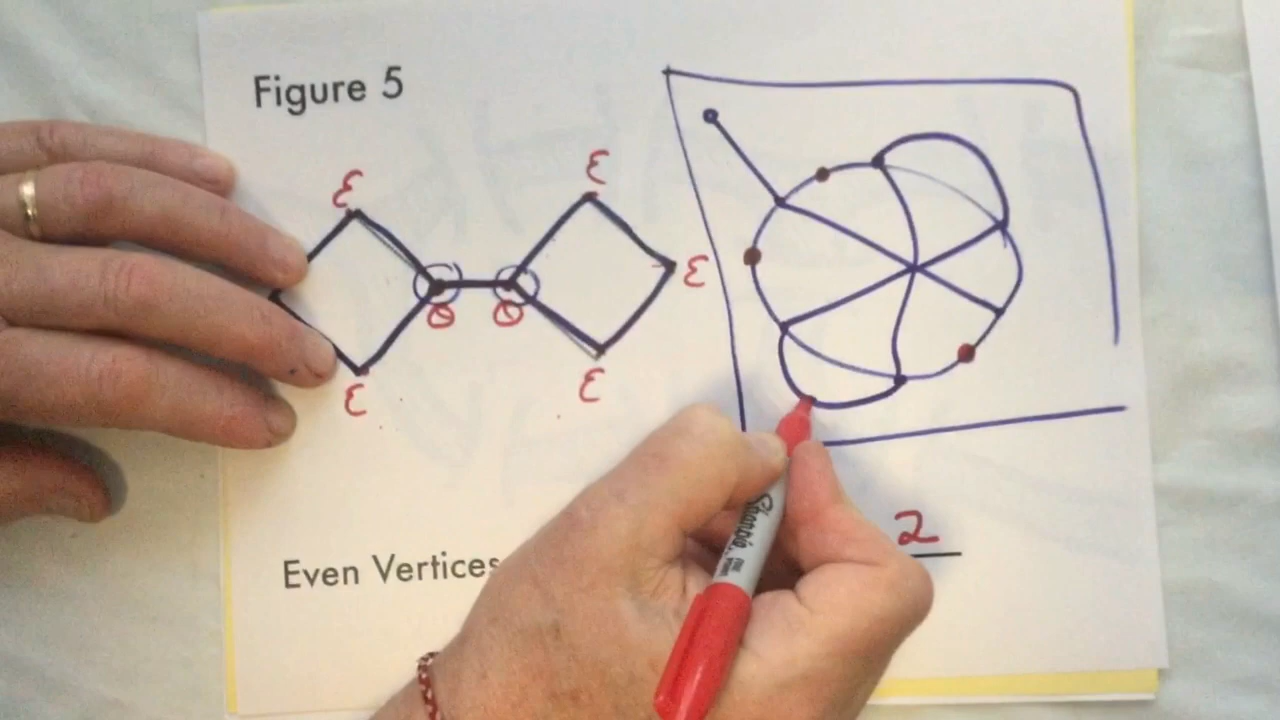 Figure 5
ε
ε
ε
O
O
ε
ε
Even Vertices
2
Sharpie